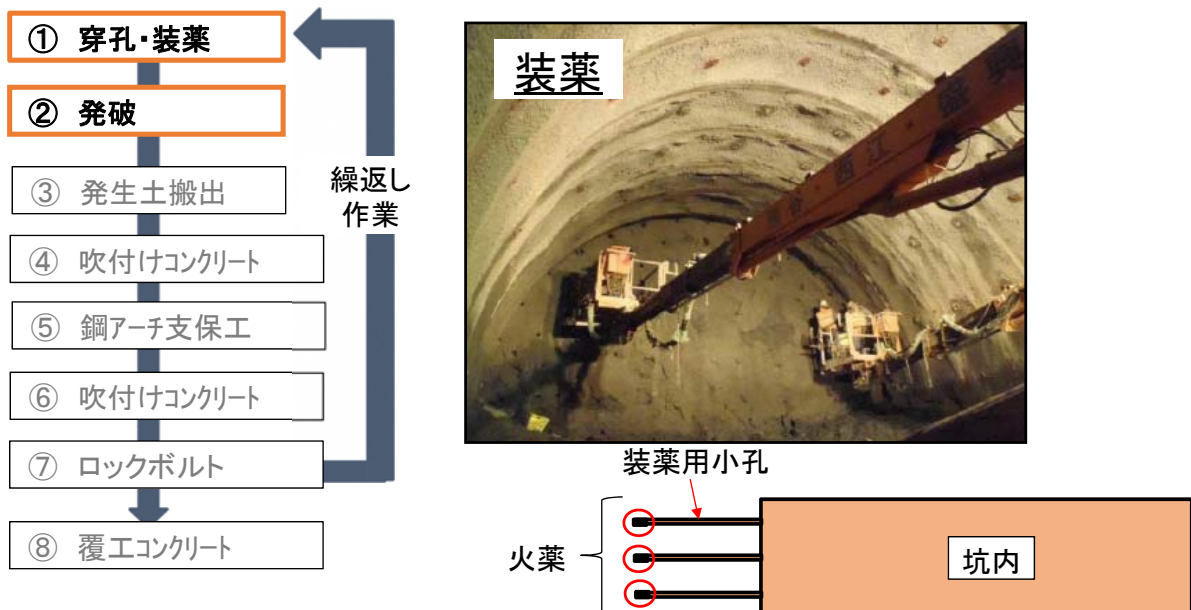 ① 穿孔・装薬
② 発破
③ 発生土搬出
④ 吹付けコンクリート
⑤ 鋼アーチ支保工
⑥ 吹付けコンクリート
⑦ ロックボルト
⑧ 覆工コンクリート
繰返し
作業
装薬
装薬用小孔
火薬
坑内